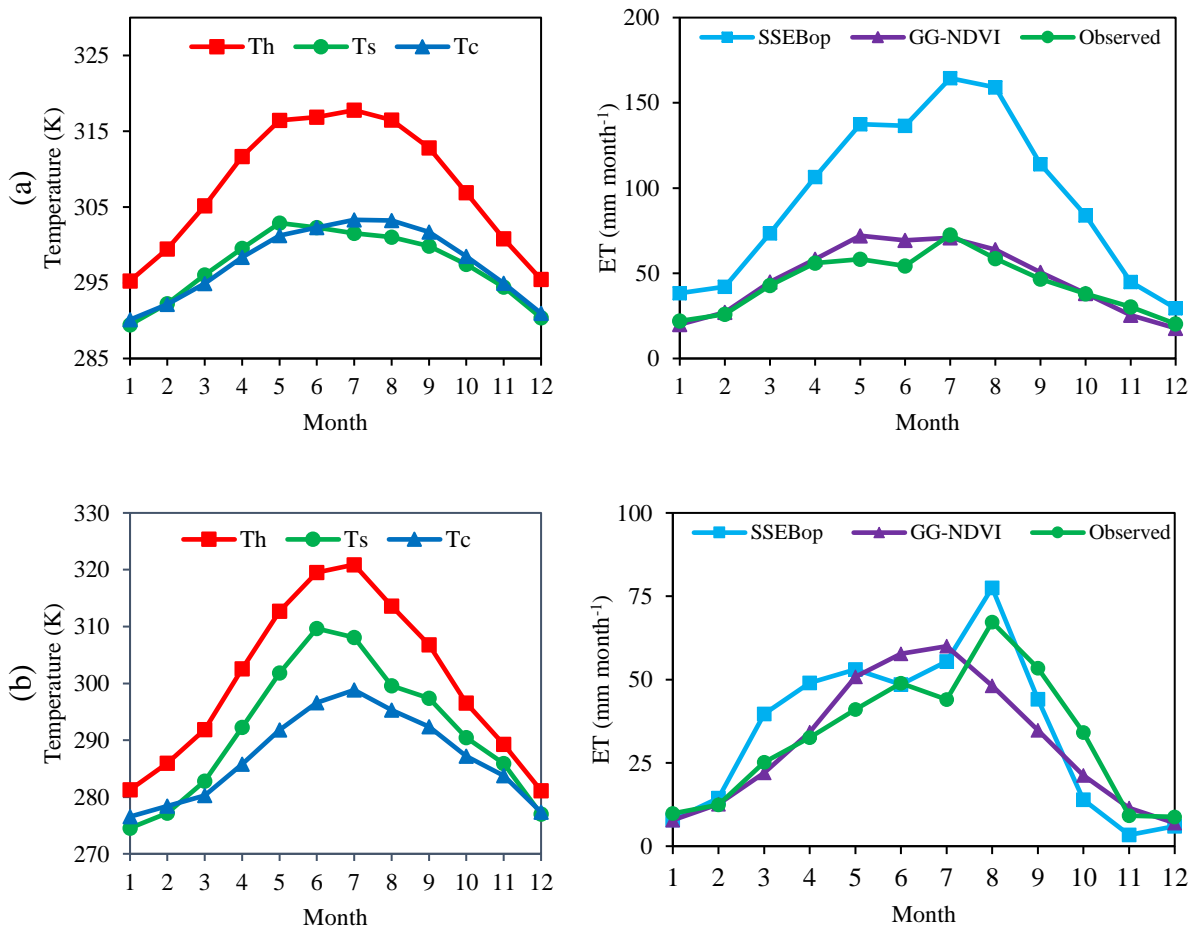 (a)
Temperature (K)
325
315
305
295
285
Th Ts Tc
1 2 3 4 5 6 7 8 9 10 11 12
Month
ET (mm month-1)
200
150
100
50
0
SSEBop GG-NDVI Observed
1 2 3 4 5 6 7 8 9 10 11 12
Month
(b)
Temperature (K)
330
320
310
300
290
280
270
Th Ts Tc
1 2 3 4 5 6 7 8 9 10 11 12
Month
ET (mm month-1)
100
75
50
25
0
SSEBop GG-NDVI Observed
1 2 3 4 5 6 7 8 9 10 11 12
Month